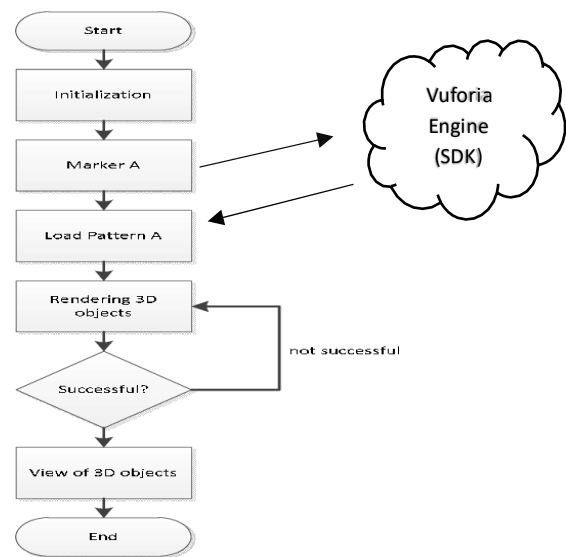 Start
Initialization
Marker A
Vuforia
Engine
(SDK)
Load Pattern A
Rendering 3D
objects
not successful
Successful?
View of 3D objects
End